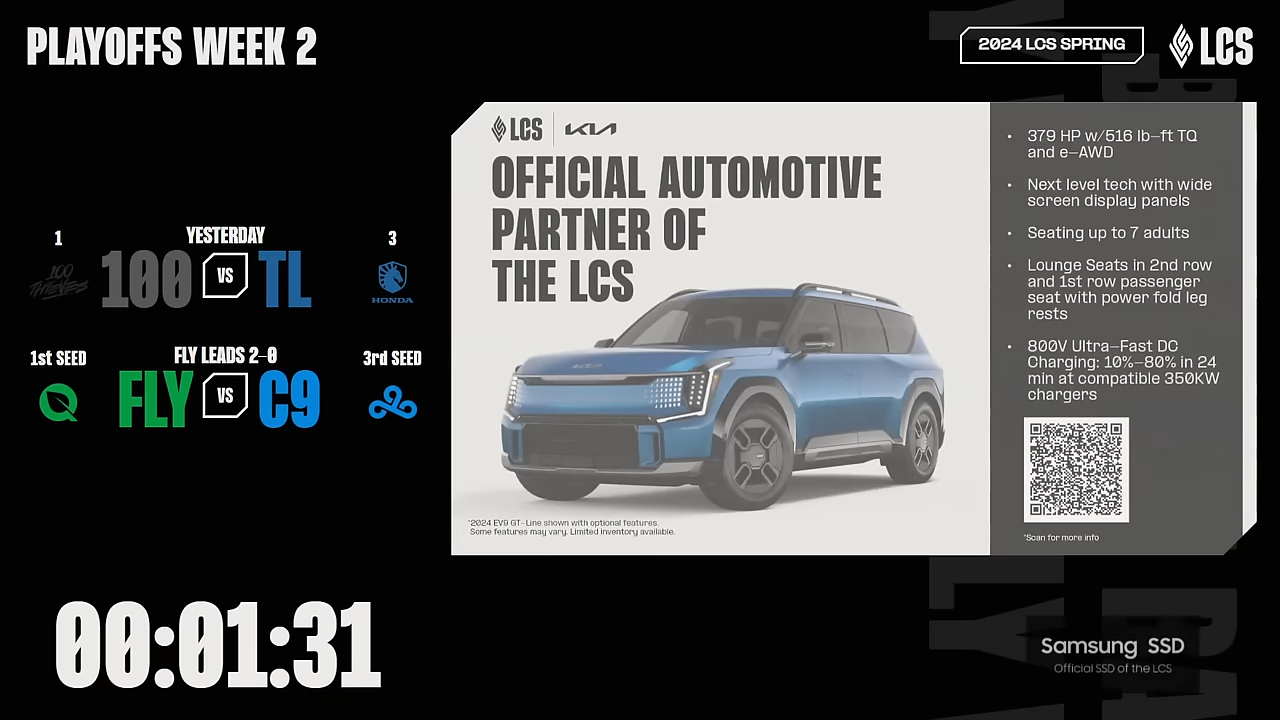 PLAYOFFS WEEK 2
2024 LCS SPRING
LCS
YESTERDAY
1
3
100 THIEVES
100
VS
TL
HONDA
FLY LEADS 2-0
1st SEED
3rd SEED
FLY
VS
C9
00:01:31
LCS
KIA
OFFICIAL AUTOMOTIVE
PARTNER OF
THE LCS
*2024 EV9 GT-Line shown with optional features.
Some features may vary. Limited inventory available.
• 379 HP w/516 lb-ft TQ
and e-AWD
• Next level tech with wide
screen display panels
• Seating up to 7 adults
• Lounge Seats in 2nd row
and 1st row passenger
seat with power fold leg
rests
• 800V Ultra-Fast DC
Charging: 10%-80% in 24
min at compatible 350KW
chargers
*Scan for more info
Samsung SSD
Official SSD of the LCS